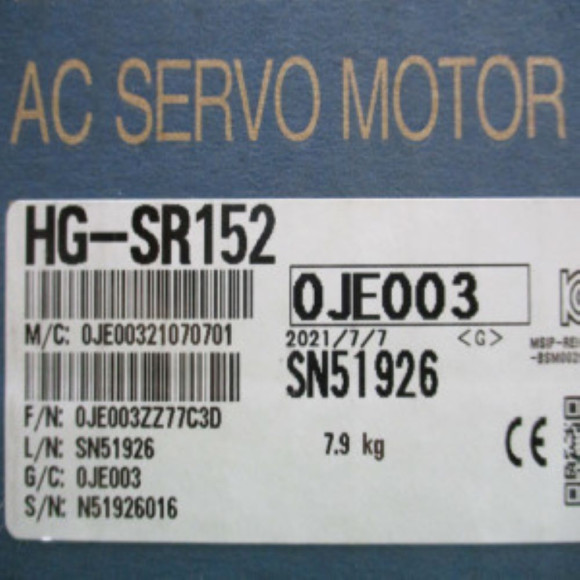 AC SERVO MOTOR
HG-SR152
0JE003
M/C: 0JE00321070701
2021/7/7 <G>
SN51926
F/N: 0JE003ZZ77C3D
L/N: SN51926
7.9 kg
G/C: 0JE003
S/N: N51926016
CE